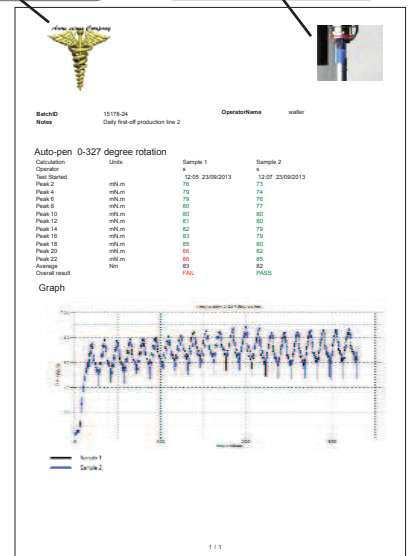 BatchID 15178-24 OperatorName walter
Notes Daily first-off production line 2
Auto-pen 0-327 degree rotation
Calculation Units Sample 1 Sample 2
Operator s s
Test Started 12:05 23/09/2013 12:07 23/09/2013
Peak 2 mN.m 76 73
Peak 4 mN.m 79 74
Peak 6 mN.m 79 76
Peak 8 mN.m 80 77
Peak 10 mN.m 80 80
Peak 12 mN.m 81 80
Peak 14 mN.m 82 79
Peak 16 mN.m 83 79
Peak 18 mN.m 85 80
Peak 20 mN.m 86 82
Peak 22 mN.m 86 85
Average Nm 83 82
Overall result FAIL PASS
Graph
Sample 1
Sample 2
1 / 1